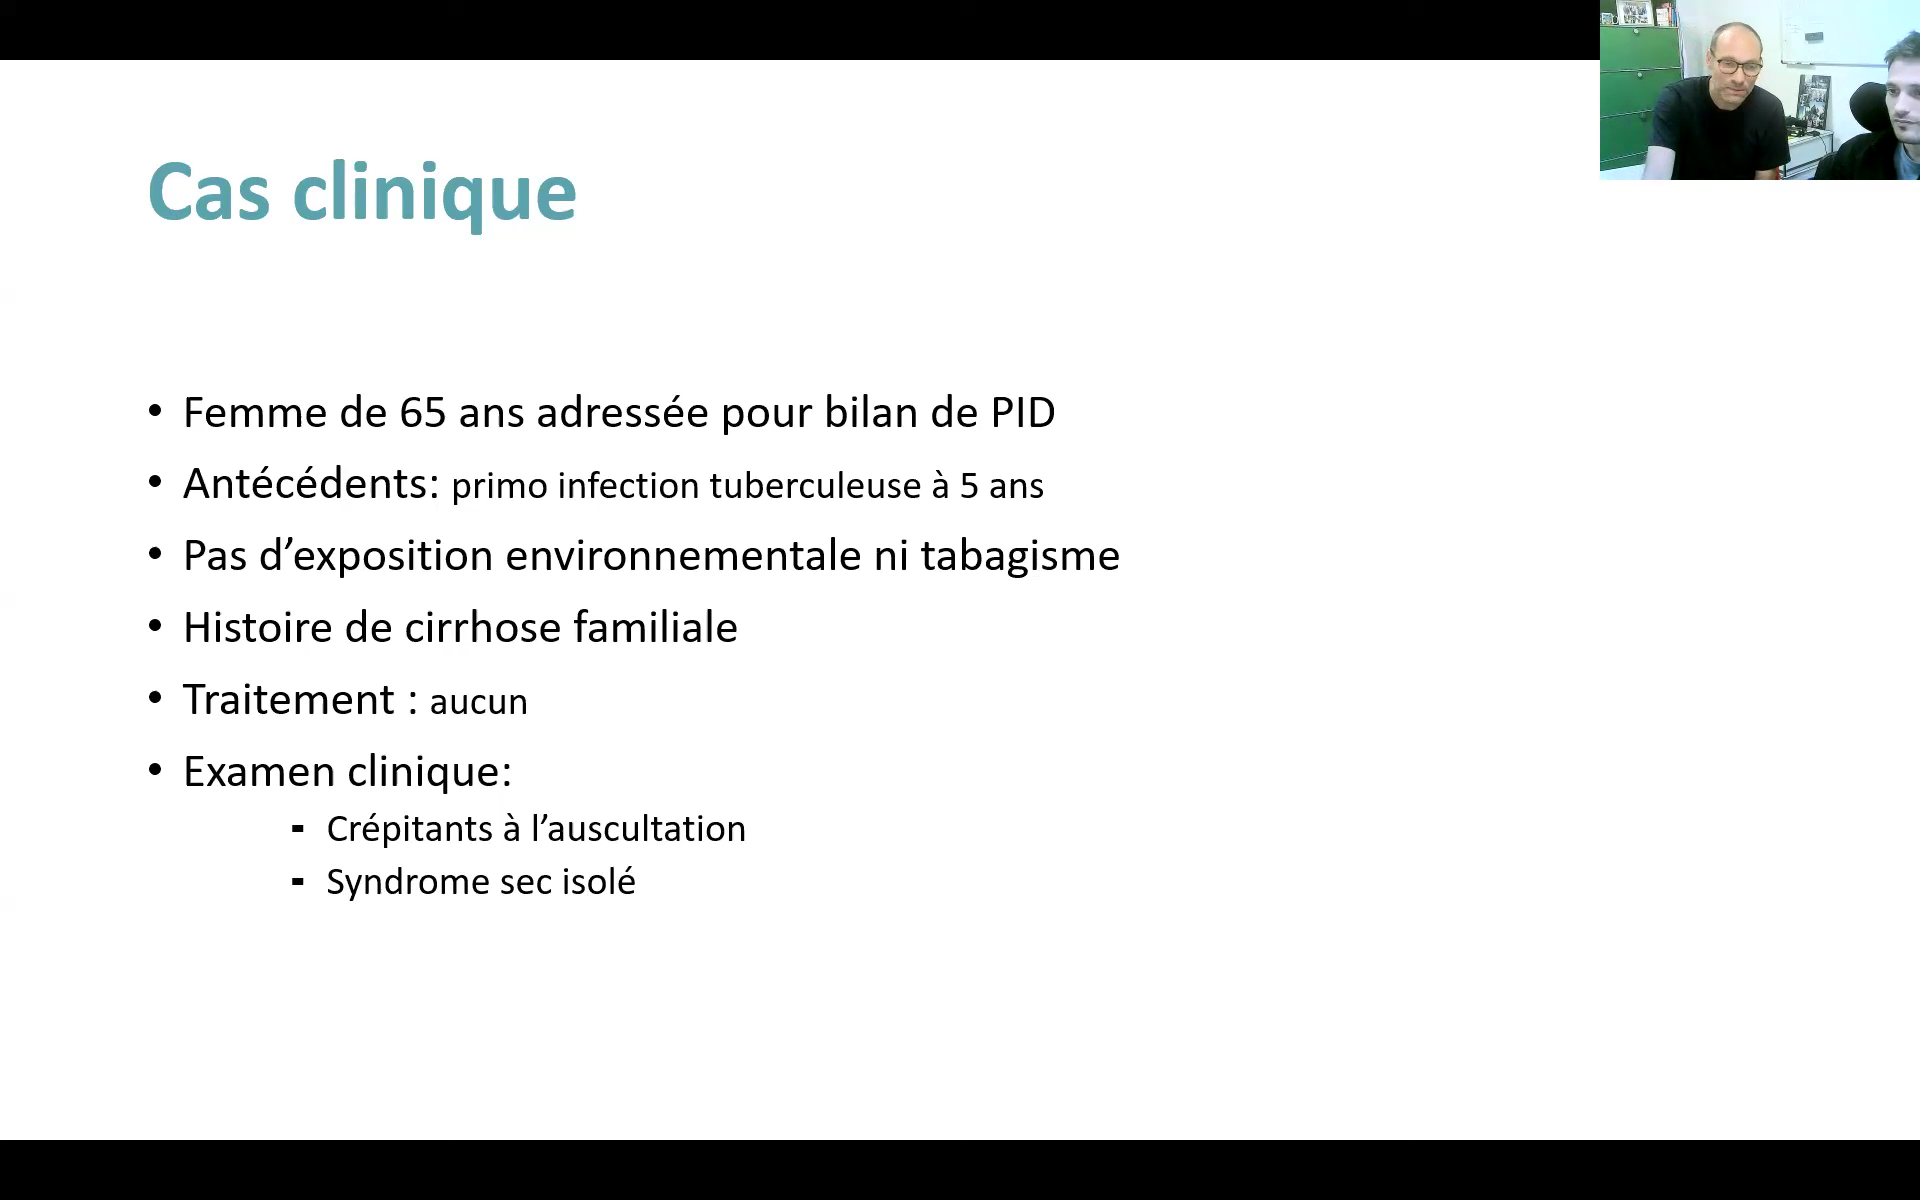 Cas clinique
• Femme de 65 ans adressée pour bilan de PID
• Antécédents: primo infection tuberculeuse à 5 ans
• Pas d’exposition environnementale ni tabagisme
• Histoire de cirrhose familiale
• Traitement : aucun
• Examen clinique:
- Crépitants à l’auscultation
- Syndrome sec isolé